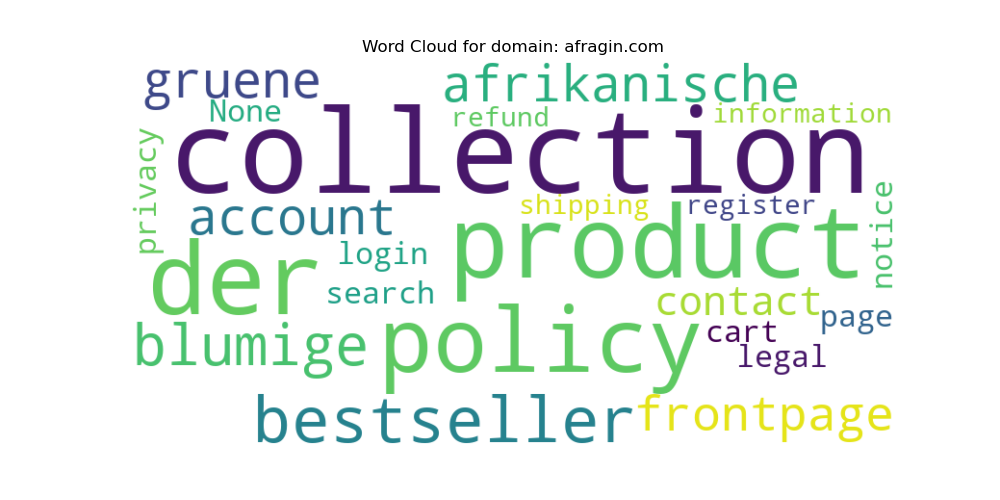 Word Cloud for domain: afragin.com
gruene
afrikanische
None
refund
information
collection
privacy
account
shipping
register
notice
product
der
login
search
contact
page
policy
cart
blumige
legal
bestseller
frontpage